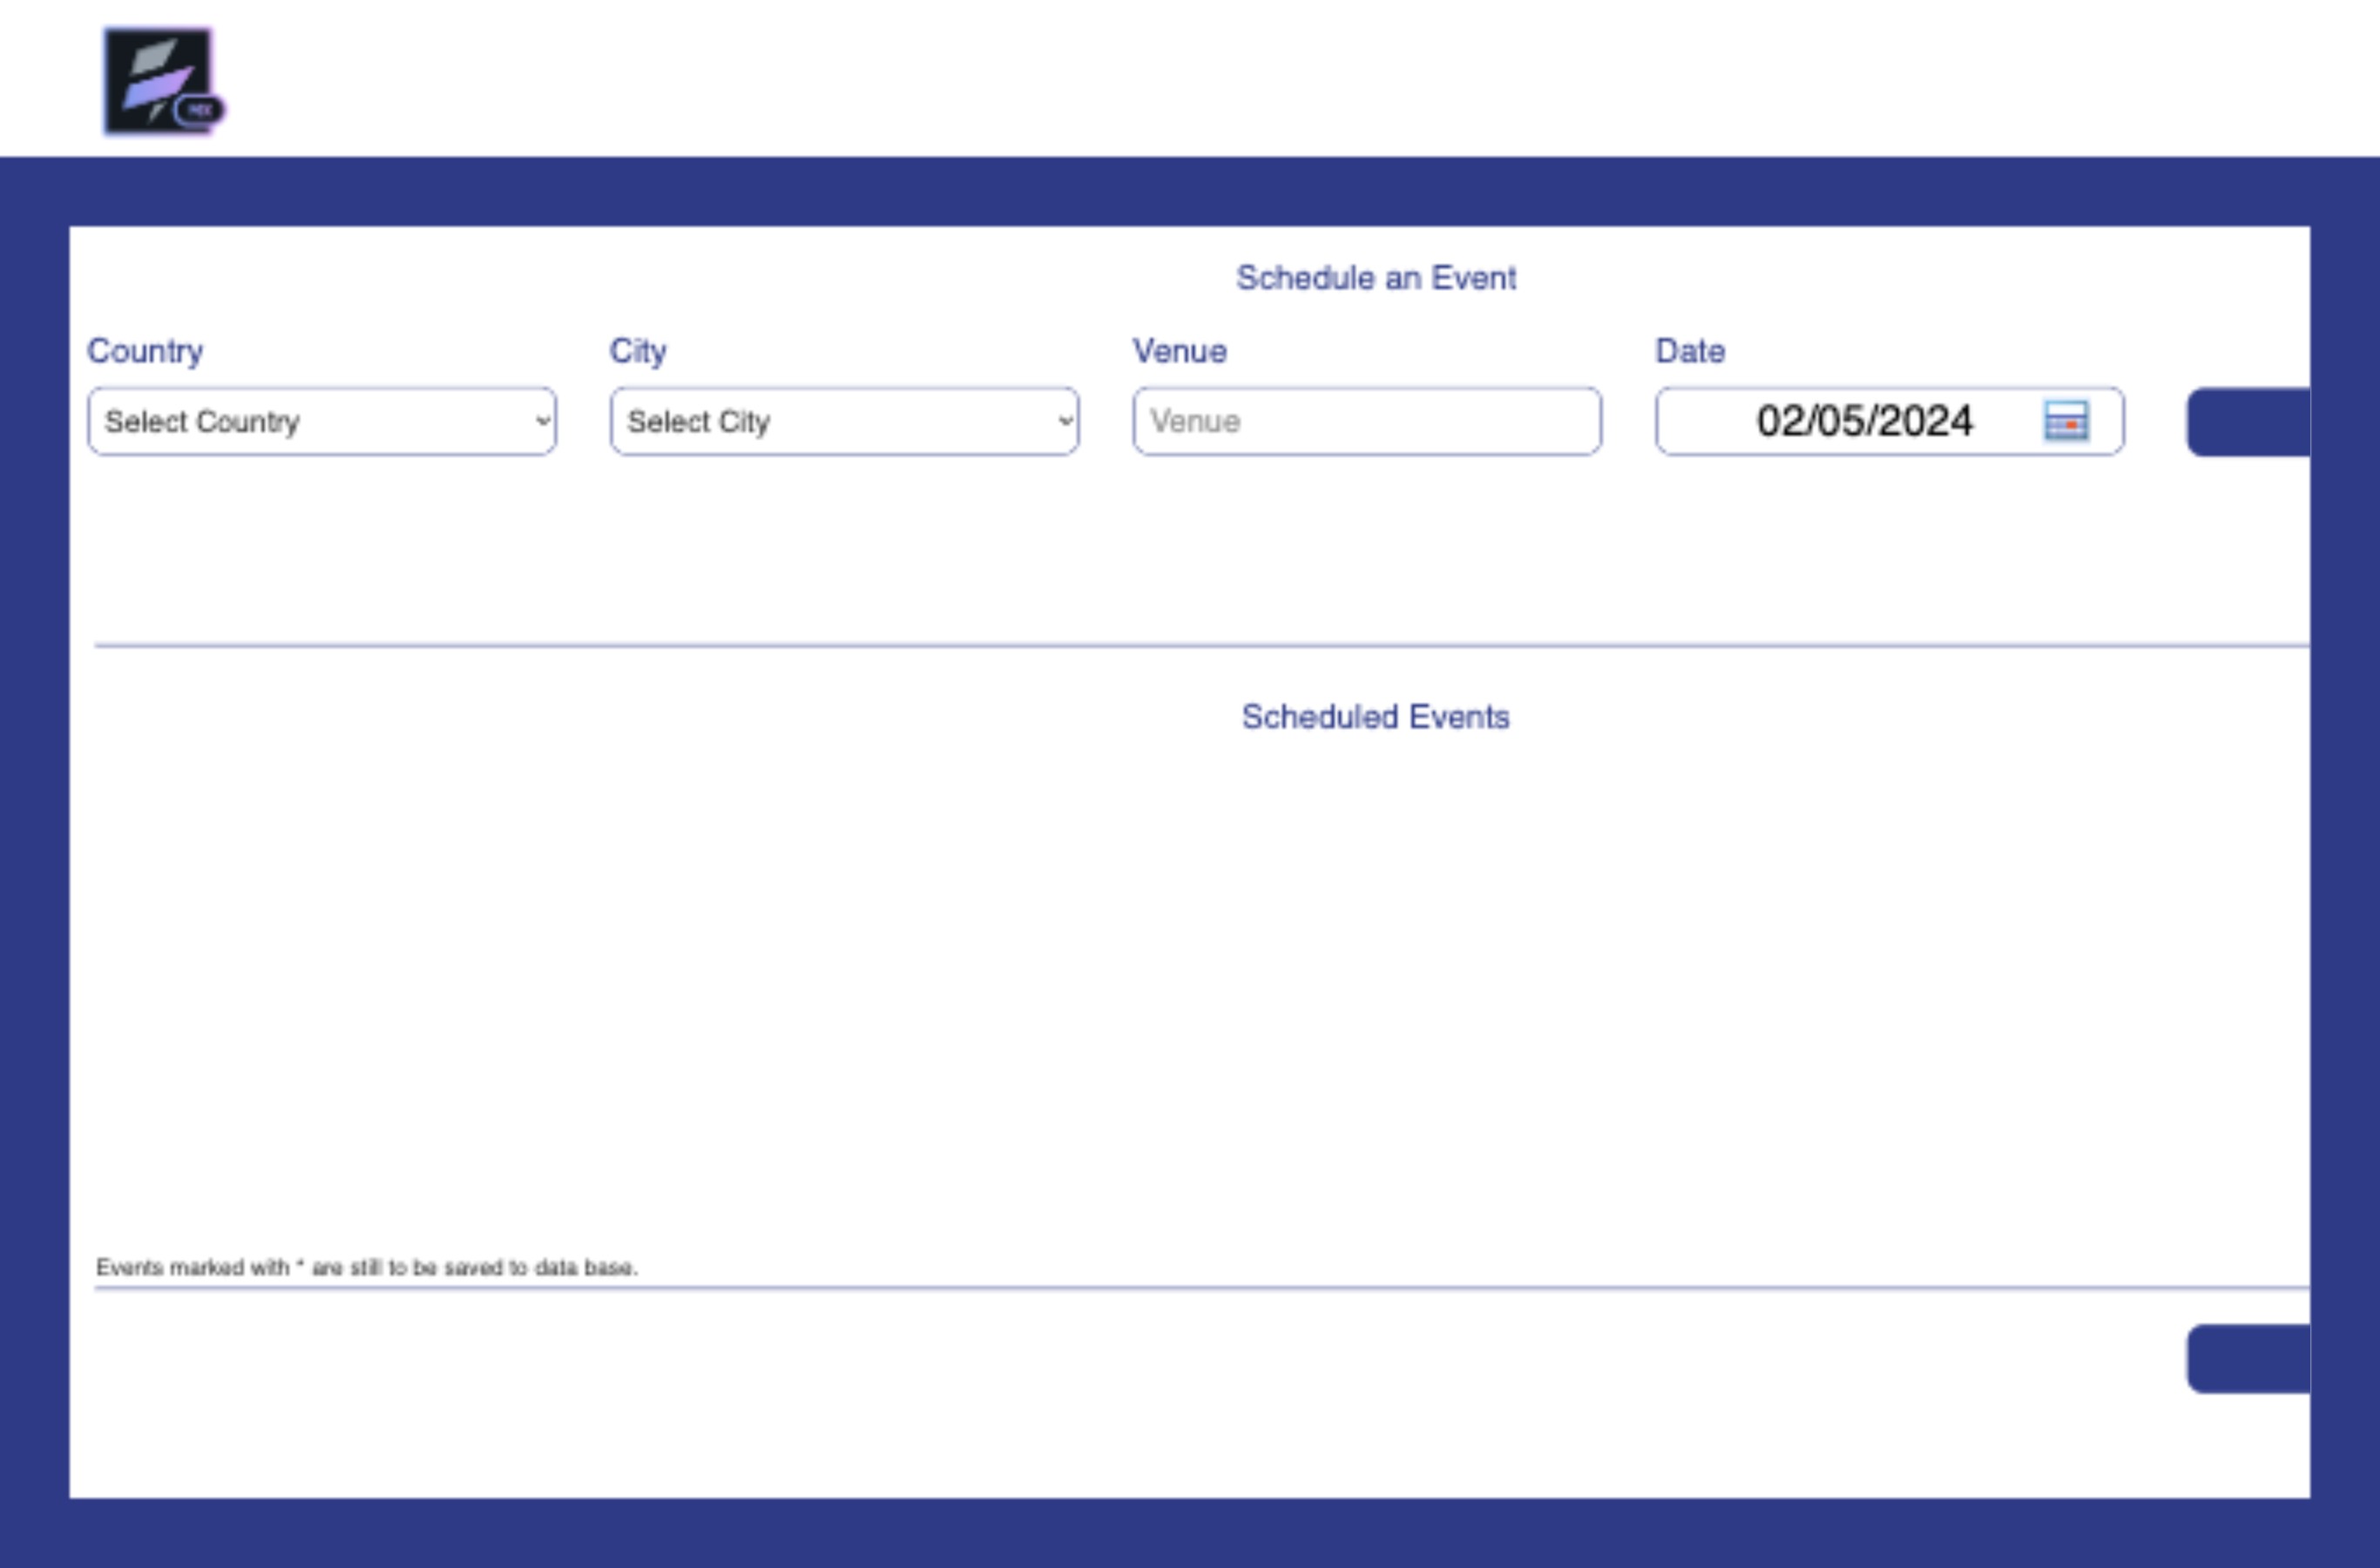 Schedule an Event
Country City Venue Date
Select Country Select City Venue 02/05/2024
Scheduled Events
Events marked with * are still to be saved to data base.